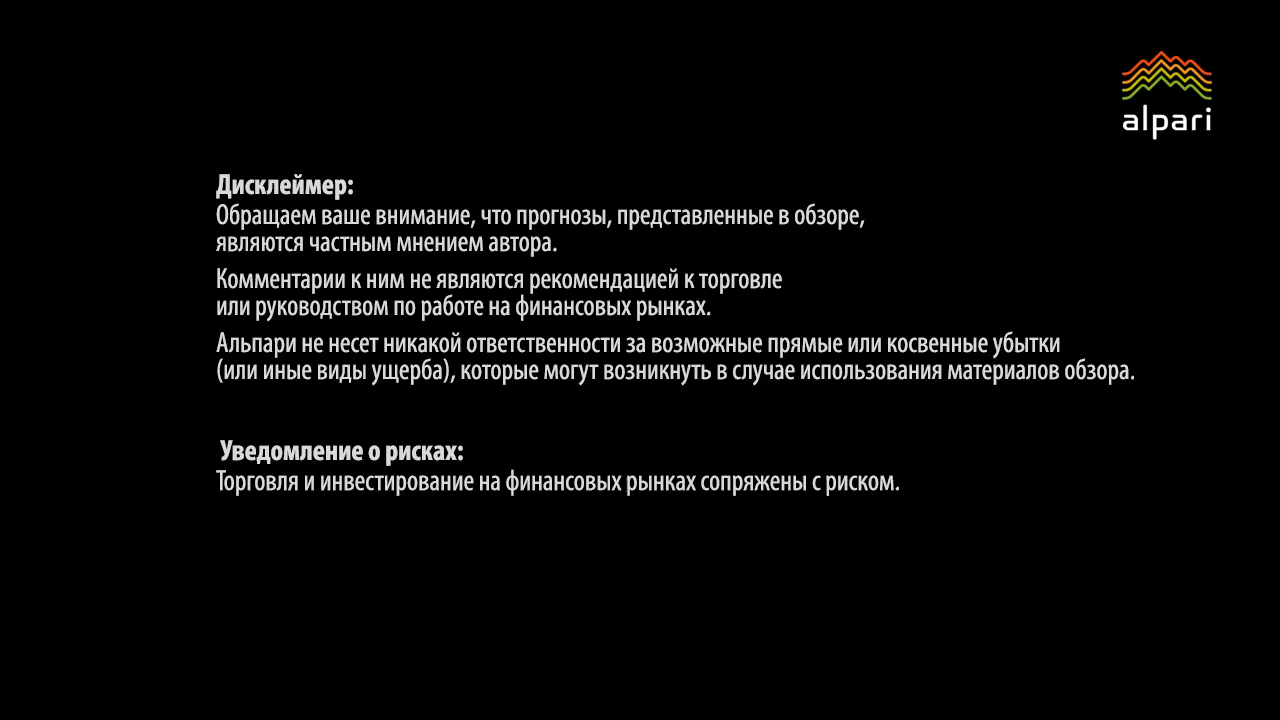 alpari
Дисклеймер:
Обращаем ваше внимание, что прогнозы, представленные в обзоре,
являются частным мнением автора.
Комментарии к ним не являются рекомендацией к торговле
или руководством по работе на финансовых рынках.
Альпари не несет никакой ответственности за возможные прямые или косвенные убытки
(или иные виды ущерба), которые могут возникнуть в случае использования материалов обзора.
Уведомление о рисках:
Торговля и инвестирование на финансовых рынках сопряжены с риском.